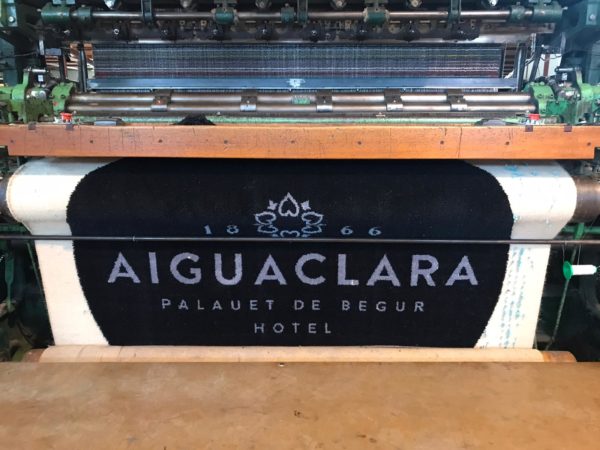 18 66
AIGUACLARA
PALAUET DE BEGUR
HOTEL